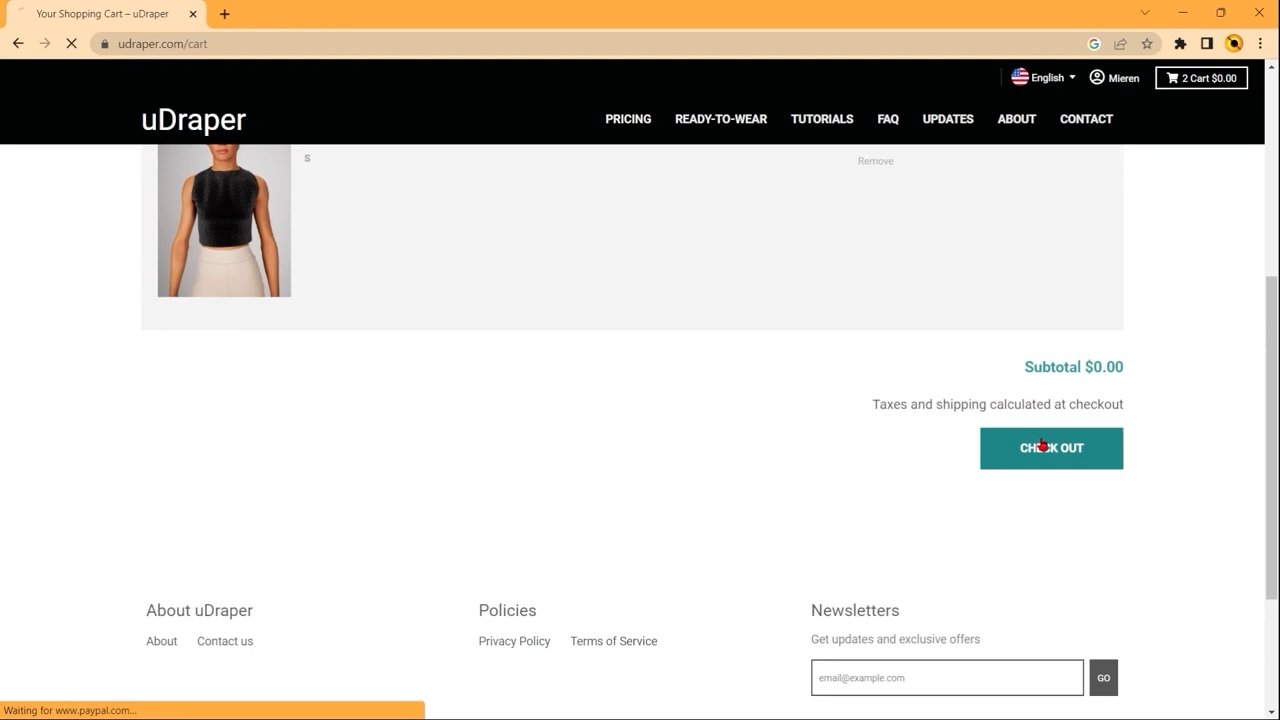 Your Shopping Cart – uDraper
udraper.com/cart
English
Mieren
2 Cart $0.00
uDraper
PRICING
READY-TO-WEAR
TUTORIALS
FAQ
UPDATES
ABOUT
CONTACT
S
Remove
Subtotal $0.00
Taxes and shipping calculated at checkout
CHECK OUT
About uDraper
Policies
Newsletters
About
Contact us
Privacy Policy
Terms of Service
Get updates and exclusive offers
email@example.com
GO
Waiting for www.paypal.com...